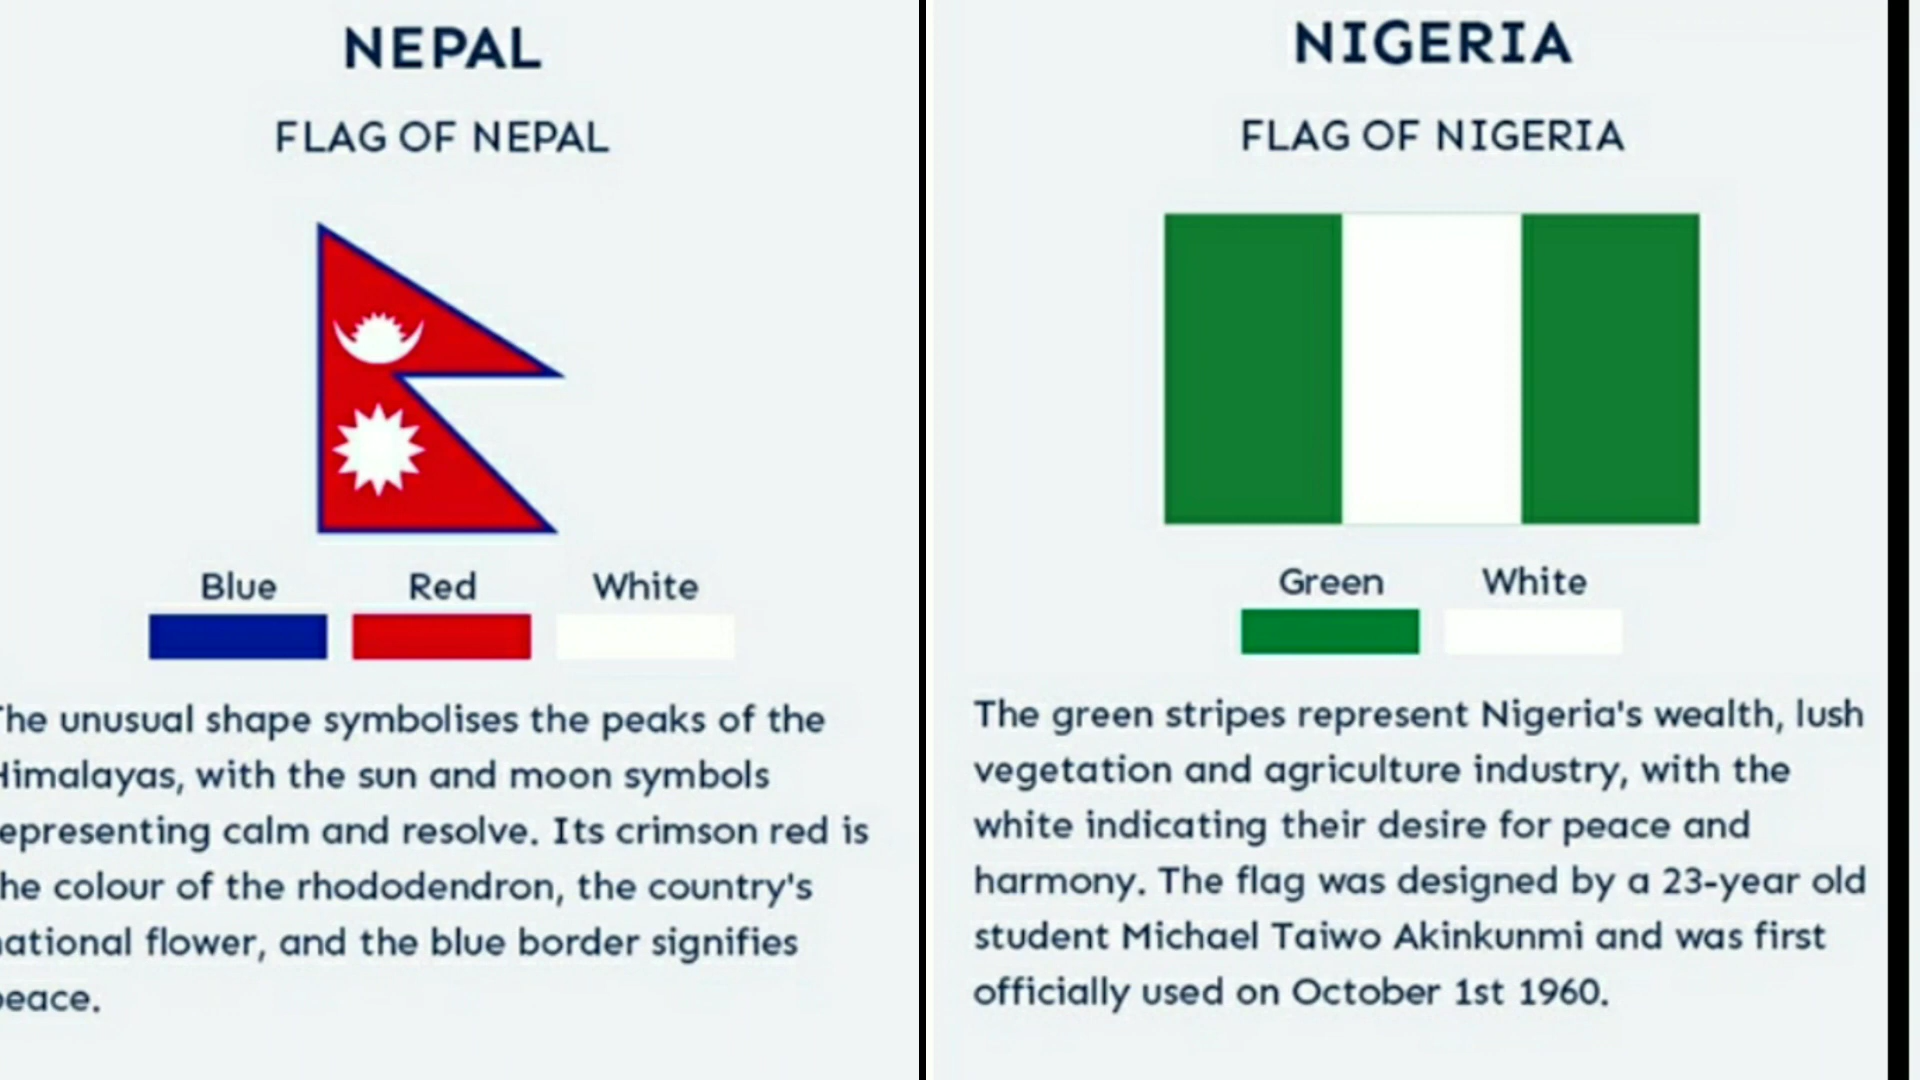 NEPAL
FLAG OF NEPAL
Blue Red White
The unusual shape symbolises the peaks of the
Himalayas, with the sun and moon symbols
epresenting calm and resolve. Its crimson red is
he colour of the rhododendron, the country's
national flower, and the blue border signifies
peace.
NIGERIA
FLAG OF NIGERIA
Green White
The green stripes represent Nigeria's wealth, lush
vegetation and agriculture industry, with the
white indicating their desire for peace and
harmony. The flag was designed by a 23-year old
student Michael Taiwo Akinkunmi and was first
officially used on October 1st 1960.